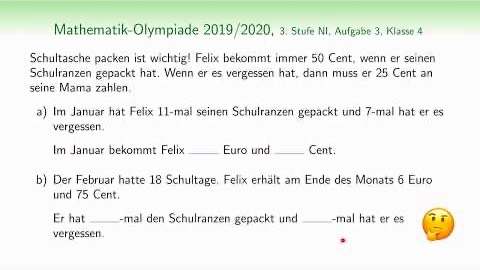 Mathematik-Olympiade 2019/2020, 3. Stufe NI, Aufgabe 3, Klasse 4
Schultasche packen ist wichtig! Felix bekommt immer 50 Cent, wenn er seinen
Schulranzen gepackt hat. Wenn er es vergessen hat, dann muss er 25 Cent an
seine Mama zahlen.
a) Im Januar hat Felix 11-mal seinen Schulranzen gepackt und 7-mal hat er es
vergessen.
Im Januar bekommt Felix ____ Euro und ____ Cent.
b) Der Februar hatte 18 Schultage. Felix erhält am Ende des Monats 6 Euro
und 75 Cent.
Er hat ____-mal den Schulranzen gepackt und ____-mal hat er es
vergessen.